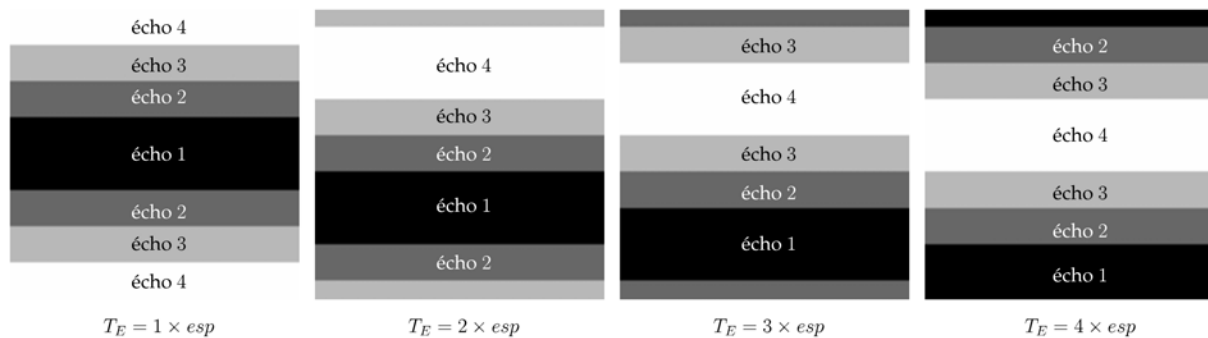 écho 4
écho 3
écho 2
écho 1
écho 2
écho 3
écho 4
T_E = 1 × esp
écho 4
écho 3
écho 2
écho 1
écho 2
T_E = 2 × esp
écho 3
écho 4
écho 3
écho 2
écho 1
T_E = 3 × esp
écho 2
écho 3
écho 4
écho 3
écho 2
écho 1
T_E = 4 × esp